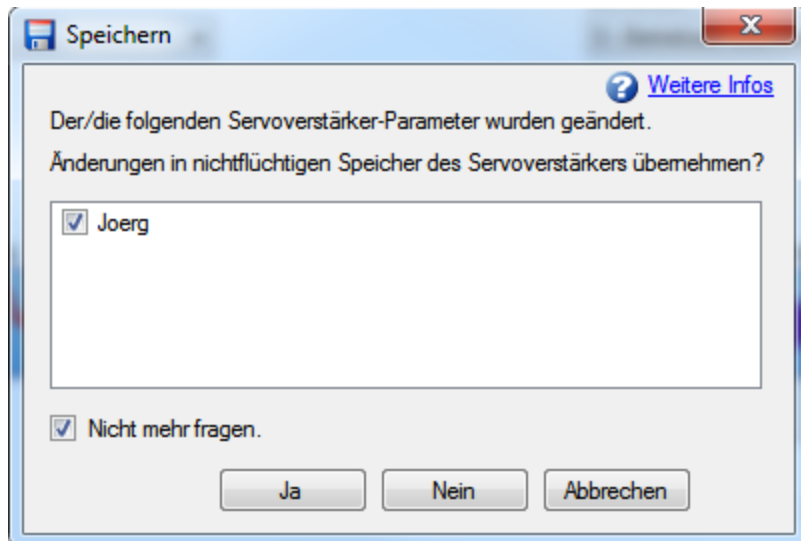 Speichern
Weitere Infos
Der/die folgenden Servoverstärker-Parameter wurden geändert.
Änderungen in nichtflüchtigen Speicher des Servoverstärkers übernehmen?
Joerg
Nicht mehr fragen.
Ja Nein Abbrechen